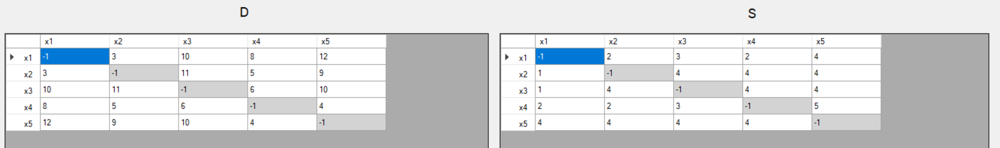 D S
x1 x2 x3 x4 x5 x1 x2 x3 x4 x5
x1 -1 3 10 8 12 x1 -1 2 3 2 4
x2 3 -1 11 5 9 x2 1 -1 4 4 4
x3 10 11 -1 6 10 x3 1 4 -1 4 4
x4 8 5 6 -1 4 x4 2 2 3 -1 5
x5 12 9 10 4 -1 x5 4 4 4 4 -1